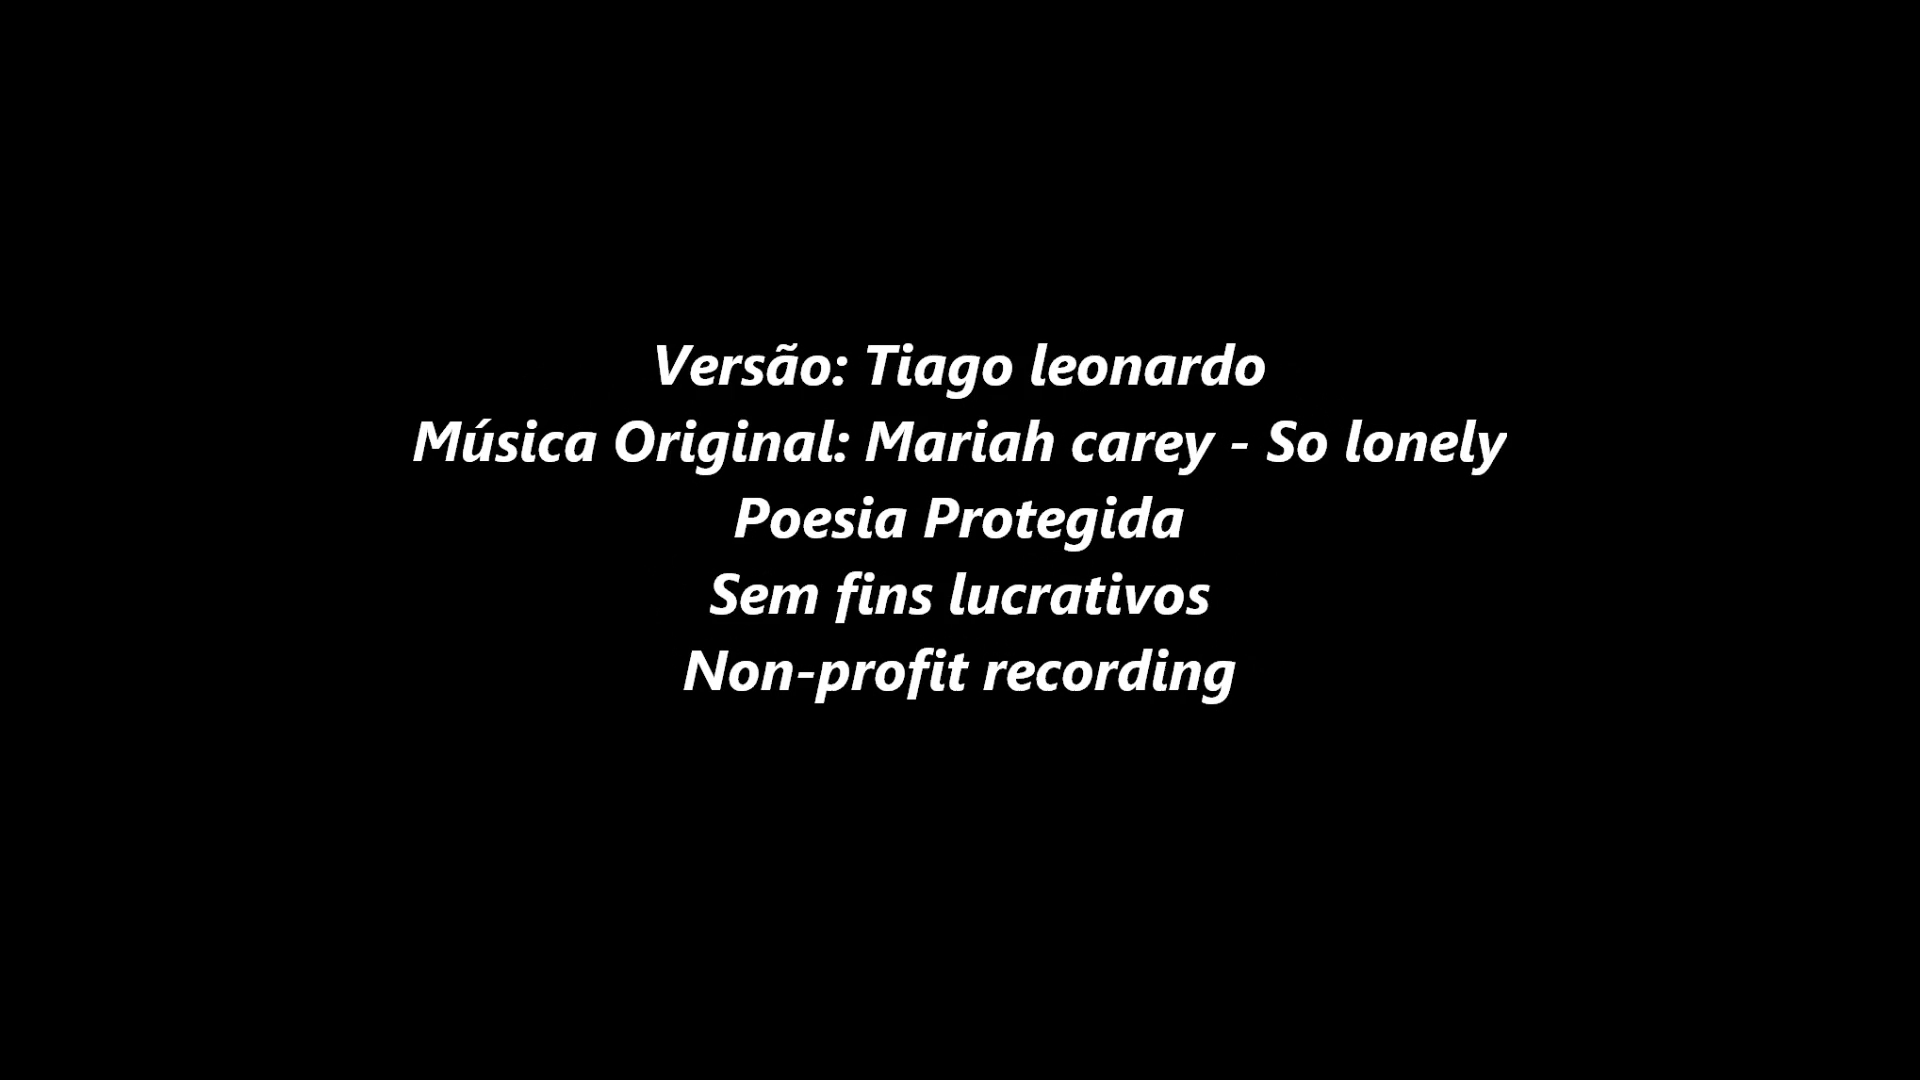 Versão: Tiago leonardo
Música Original: Mariah carey - So lonely
Poesia Protegida
Sem fins lucrativos
Non-profit recording